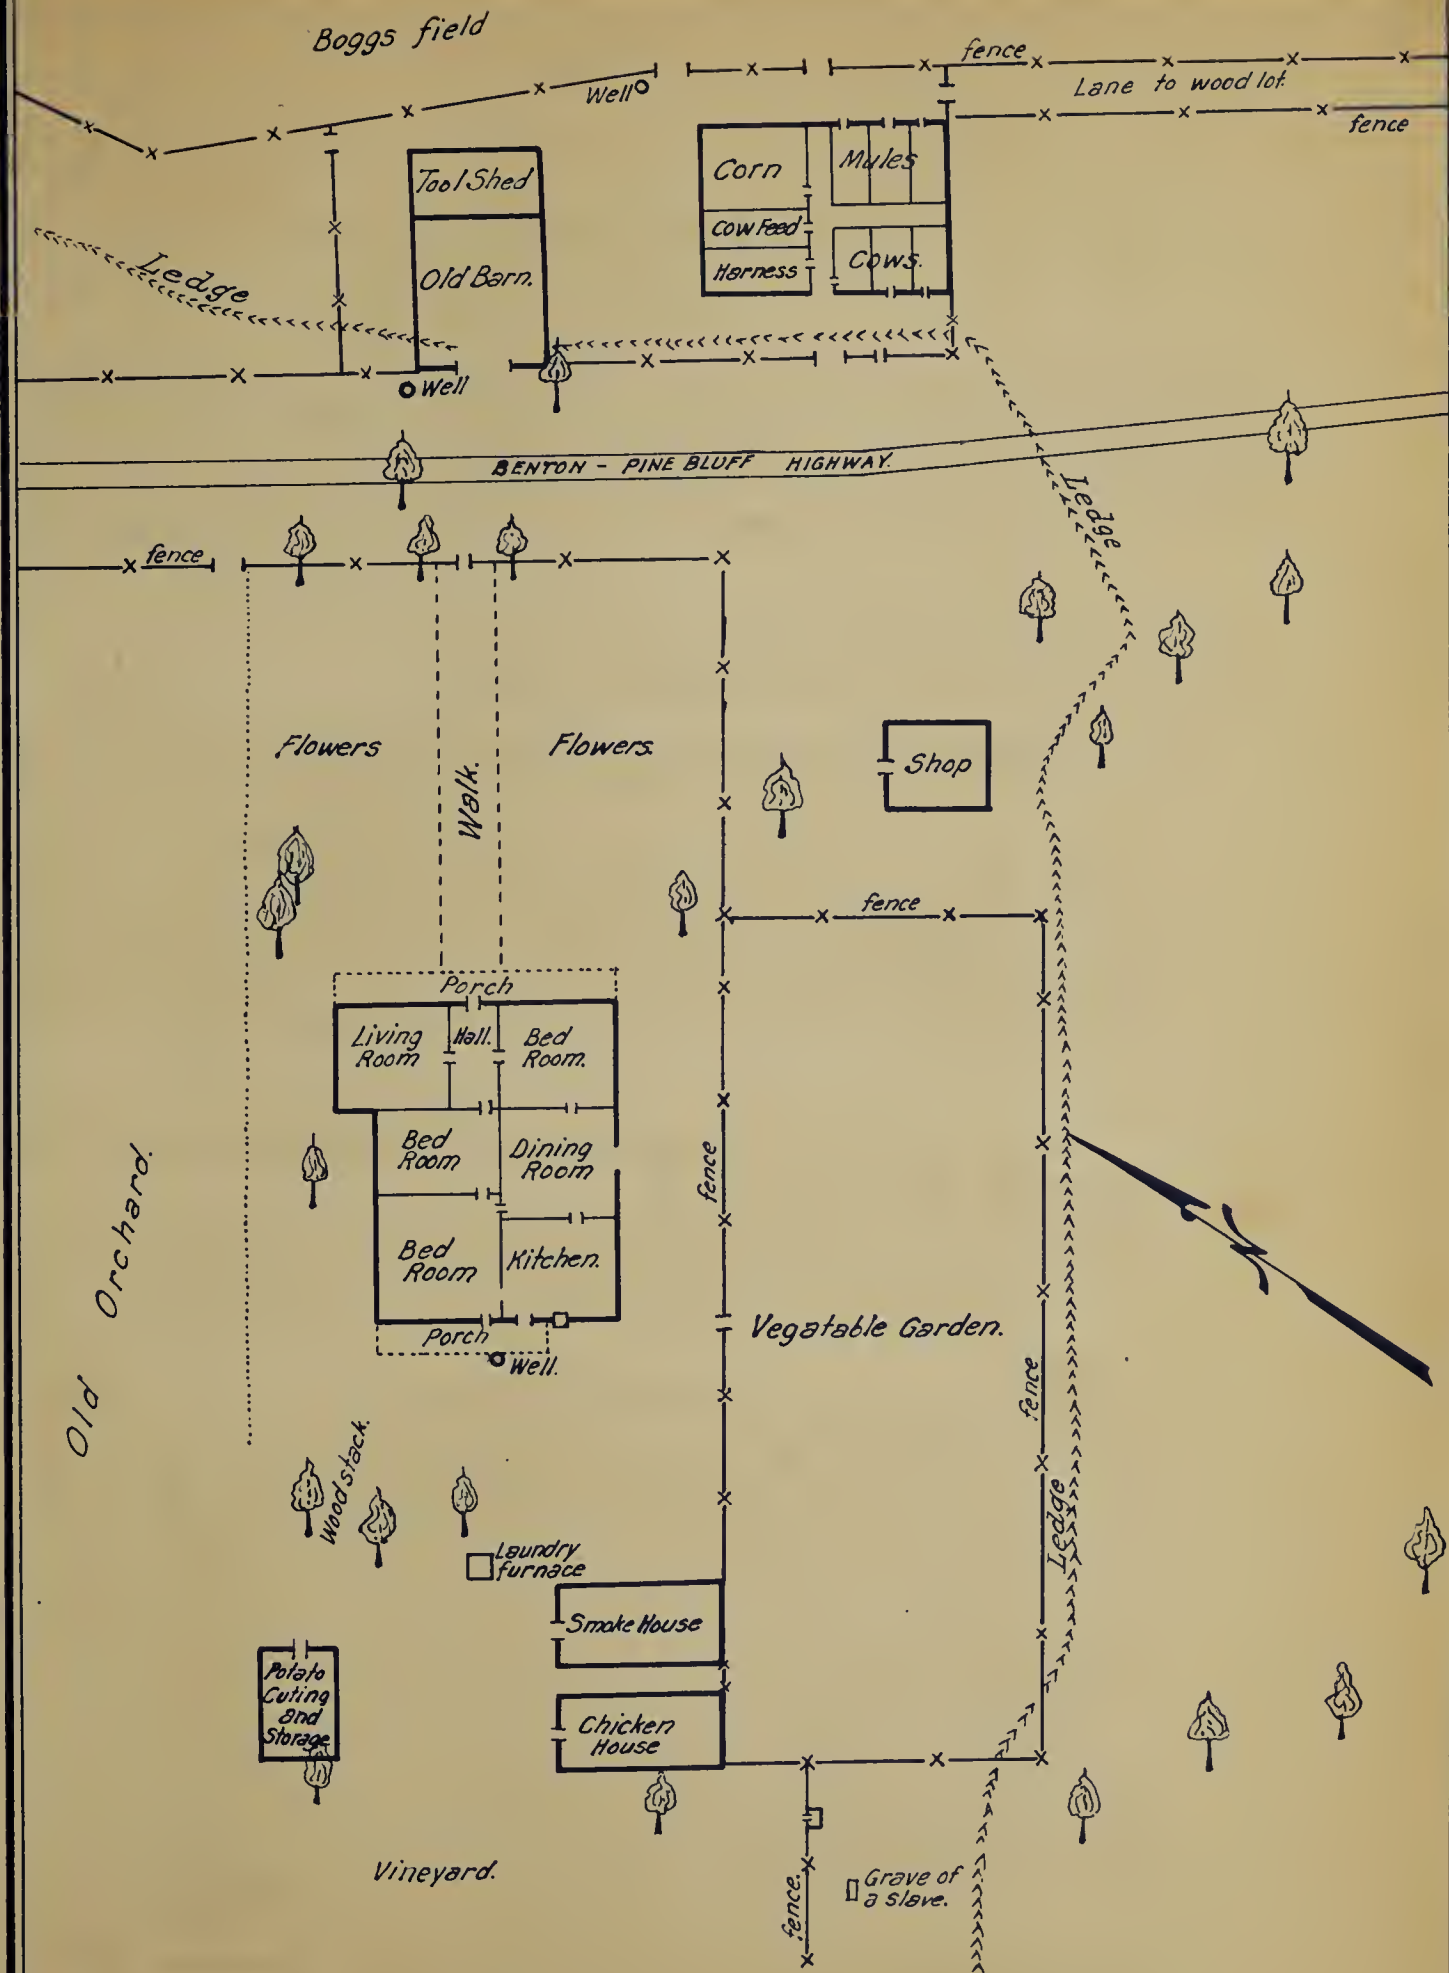 Boggs field
fence
Well
Lane to wood lot.
fence
Tool Shed
Corn
Mules
Cow Feed
Old Barn.
Harness
Cows.
Ledge
Well
BENTON - PINE BLUFF HIGHWAY.
Ledge
fence
Flowers
Walk.
Flowers.
Shop
fence
Porch
Living
Room
Hall.
Bed
Room.
Bed
Room
Dining
Room
fence
Old Orchard.
Bed
Room
Kitchen.
N
Porch
Well.
Vegatable Garden.
fence
Wood stack.
Ledge
Laundry
furnace
Smoke House
Potato
Cuting
and
Storage
Chicken
House
Vineyard.
fence.
Grave of
a slave.